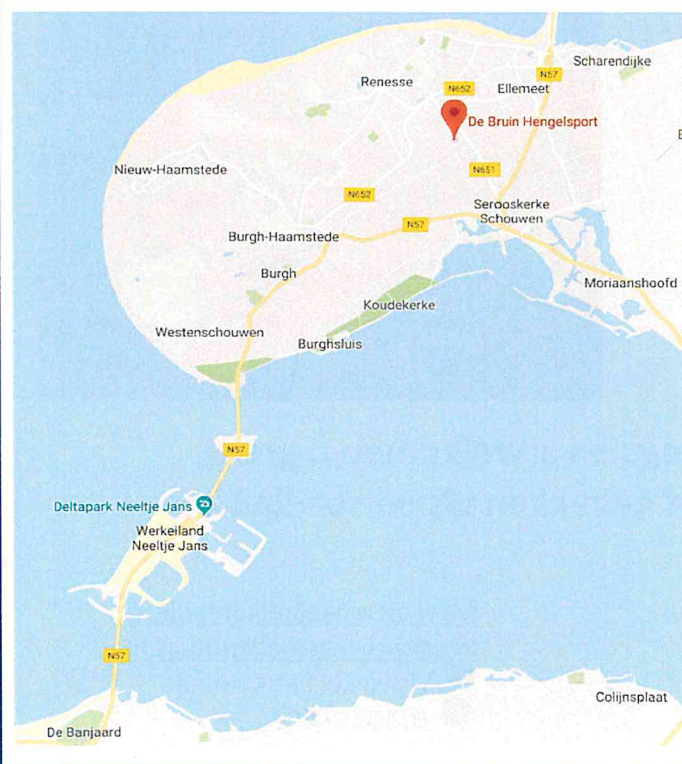 Scharendijke
N57
Renesse
N652
Ellemeet
De Bruin Hengelsport
Nieuw-Haamstede
N651
N652
Serooskerke
Schouwen
N57
Burgh-Haamstede
Burgh
Moriaanshoofd
Koudekerke
Westenschouwen
Burghsluis
N57
Deltapark Neeltje Jans
Werkeiland
Neeltje Jans
N57
Colijnsplaat
De Banjaard